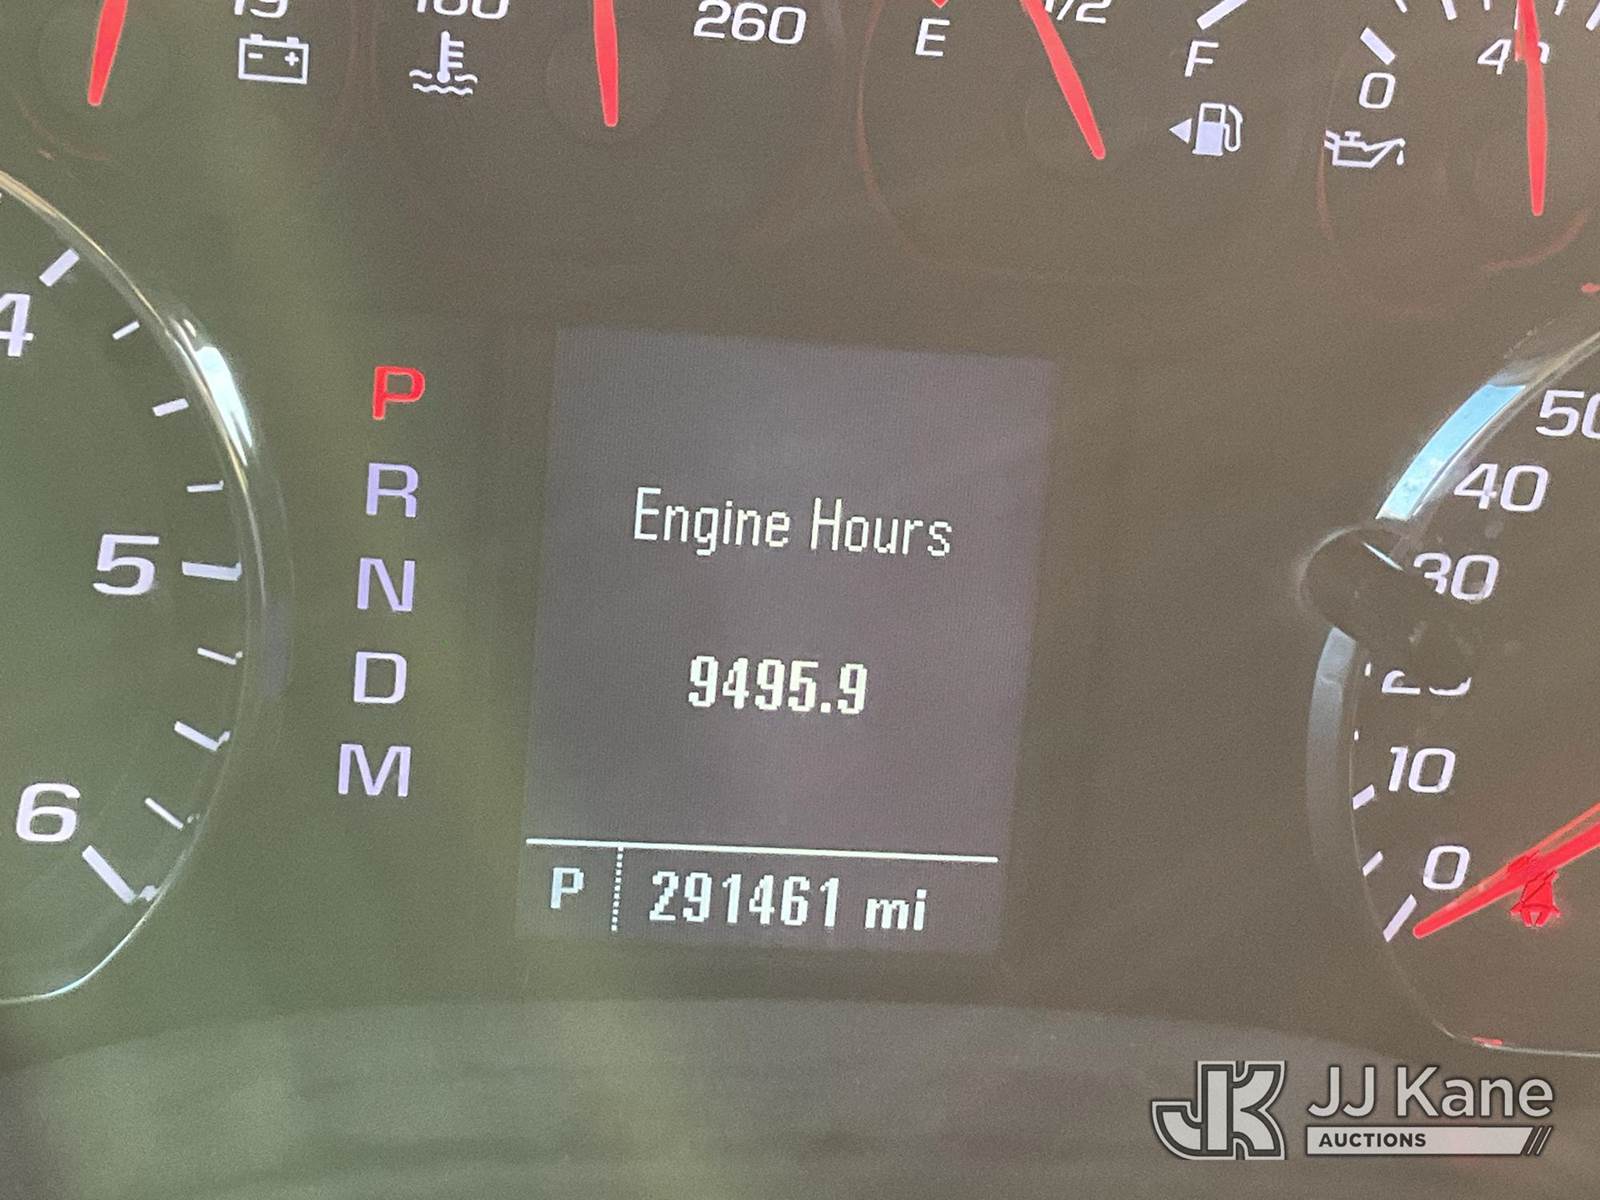 260
E
F
0
4
50
4
P
R
40
Engine Hours
5
30
N
9495.9
D
M
10
6
0
P 291461 mi
JJ Kane
AUCTIONS